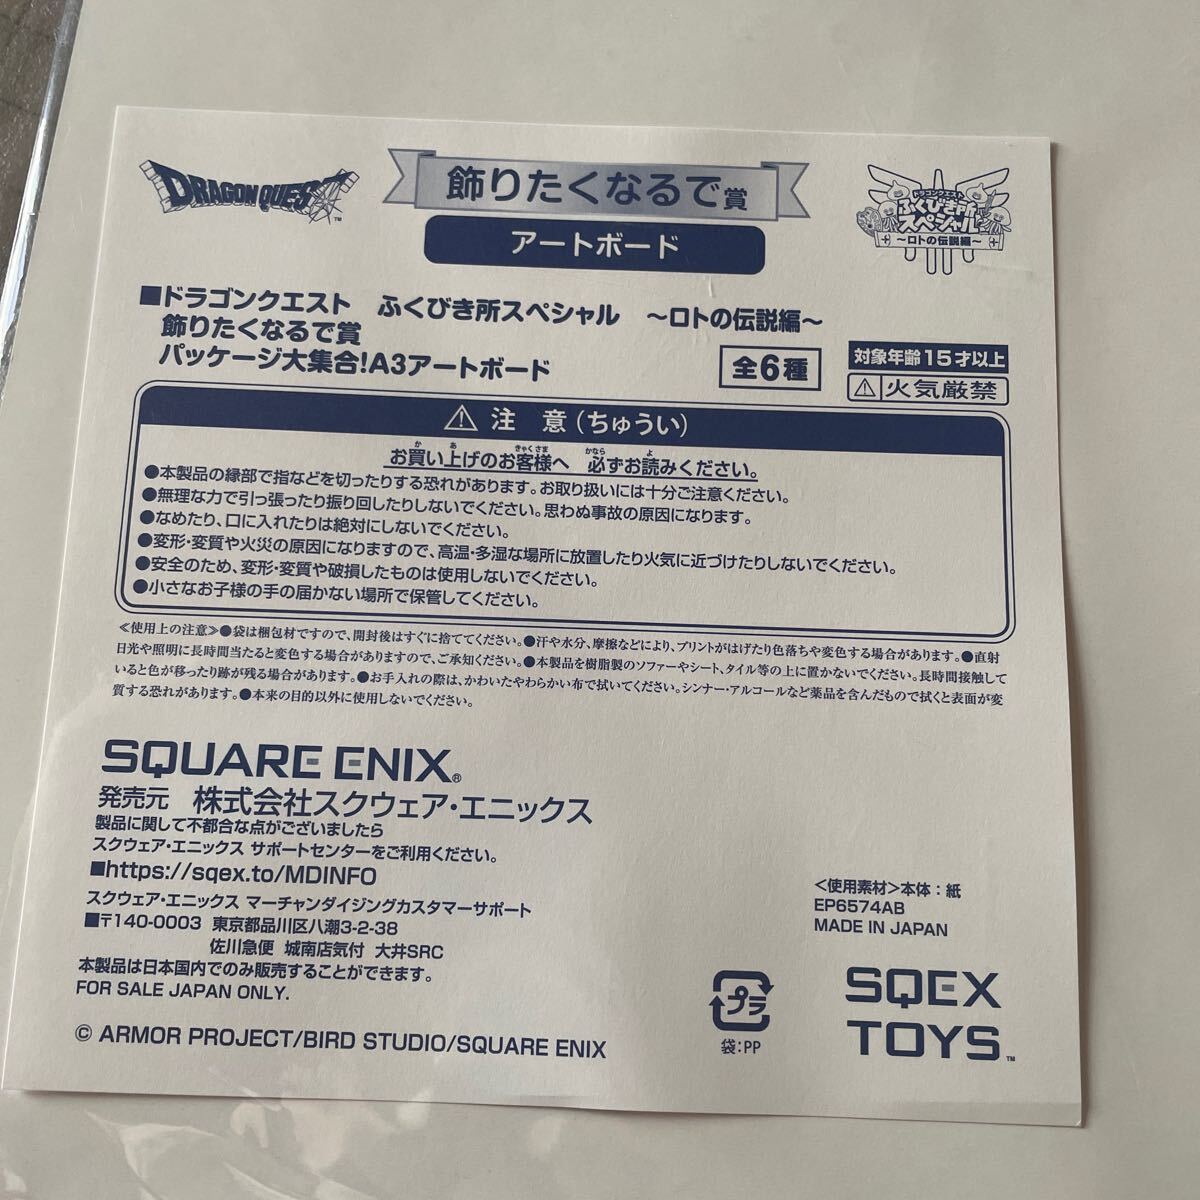 DRAGON QUEST™
飾りたくなるで賞
アートボード
ドラゴンクエスト
ふくびき所
スペシャル
～ロトの伝説編～
■ドラゴンクエスト　ふくびき所スペシャル　～ロトの伝説編～
飾りたくなるで賞
パッケージ大集合!A3アートボード
全6種
対象年齢15才以上
⚠火気厳禁
⚠ 注 意(ちゅうい)
お買い上げのお客様へ　必ずお読みください。
●本製品の縁部で指などを切ったりする恐れがあります。お取り扱いには十分ご注意ください。
●無理な力で引っ張ったり振り回したりしないでください。思わぬ事故の原因になります。
●なめたり、口に入れたりは絶対にしないでください。
●変形・変質や火災の原因になりますので、高温・多湿な場所に放置したり火気に近づけたりしないでください。
●安全のため、変形・変質や破損したものは使用しないでください。
●小さなお子様の手の届かない場所で保管してください。
≪使用上の注意≫●袋は梱包材ですので、開封後はすぐに捨ててください。●汗や水分、摩擦などにより、プリントがはげたり色落ちや変色する場合があります。●直射
日光や照明に長時間当たると変色する場合がありますので、ご承知ください。●本製品を樹脂製のソファーやシート、タイル等の上に置かないでください。長時間接触して
いると色が移ったり跡が残る場合があります。●お手入れの際は、かわいたやわらかい布で拭いてください。シンナー・アルコールなど薬品を含んだもので拭くと表面が変
質する恐れがあります。●本来の目的以外に使用しないでください。
SQUARE ENIX®
発売元　株式会社スクウェア・エニックス
製品に関して不都合な点がございましたら
スクウェア・エニックス サポートセンターをご利用ください。
■https://sqex.to/MDINFO
スクウェア・エニックス マーチャンダイジングカスタマーサポート
■〒140-0003 東京都品川区八潮3-2-38
佐川急便 城南店気付 大井SRC
本製品は日本国内でのみ販売することができます。
FOR SALE JAPAN ONLY.
© ARMOR PROJECT/BIRD STUDIO/SQUARE ENIX
<使用素材>本体：紙
EP6574AB
MADE IN JAPAN
プラ
袋：PP
SQEX
TOYS™